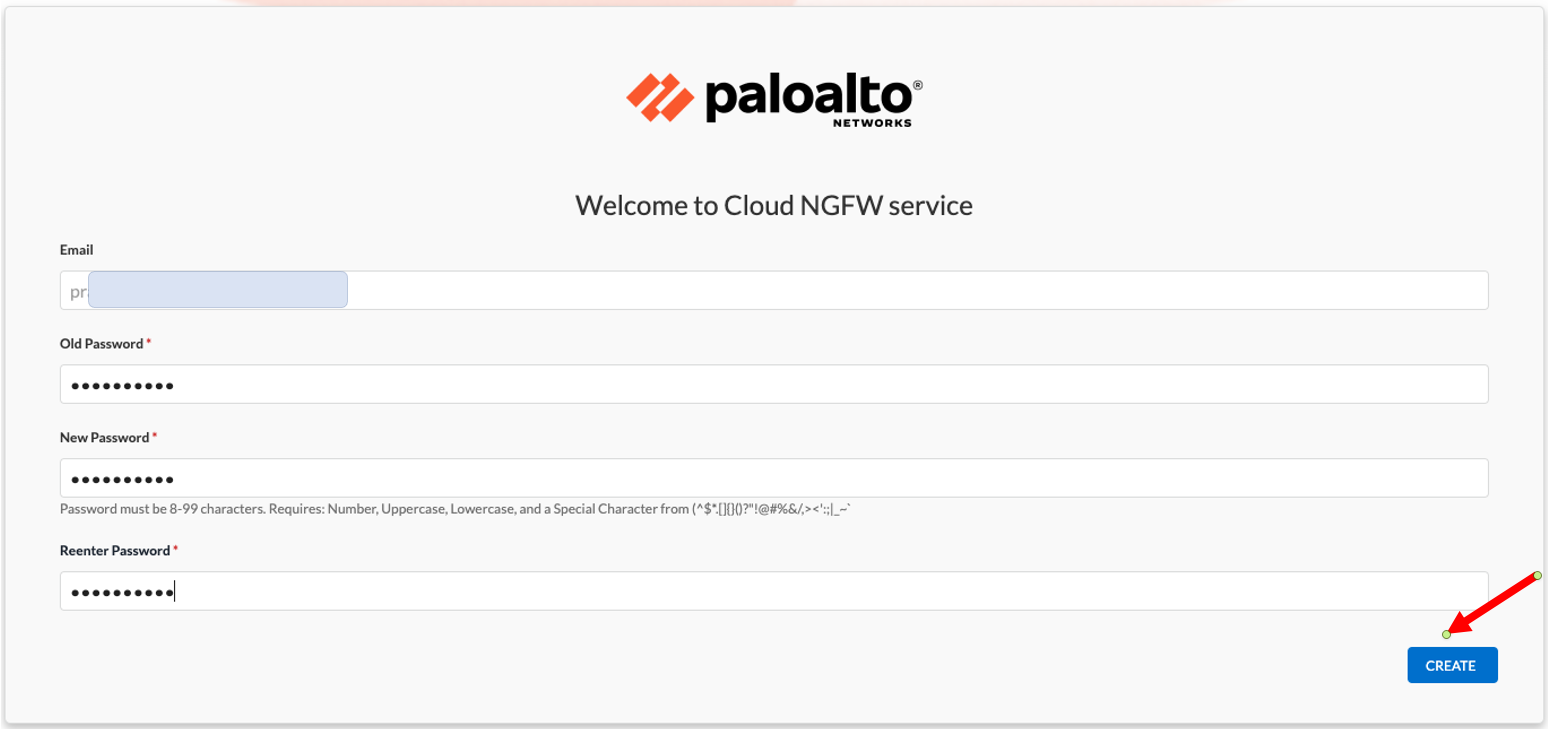 paloalto®
NETWORKS
Welcome to Cloud NGFW service
Email
Old Password *
••••••••••
New Password *
••••••••••
Password must be 8-99 characters. Requires: Number, Uppercase, Lowercase, and a Special Character from (^$*.[]{}()?"!@#%&/,><':;|_~`
Reenter Password *
••••••••••
CREATE